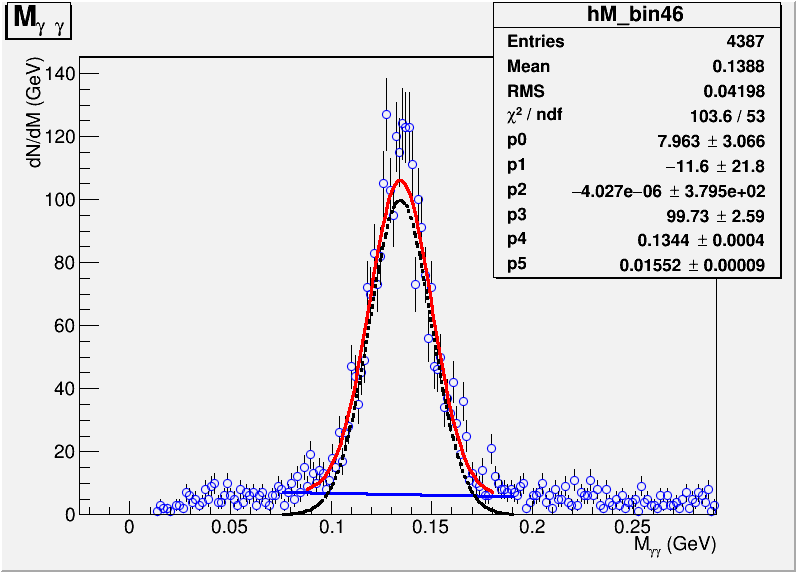 M γ γ
hM_bin46
Entries 4387
Mean 0.1388
RMS 0.04198
χ² / ndf 103.6 / 53
p0 7.963 ± 3.066
p1 −11.6 ± 21.8
p2 −4.027e−06 ± 3.795e+02
p3 99.73 ± 2.59
p4 0.1344 ± 0.0004
p5 0.01552 ± 0.00009
dN/dM (GeV)
140
120
100
80
60
40
20
0
0 0.05 0.1 0.15 0.2 0.25
Mγγ (GeV)